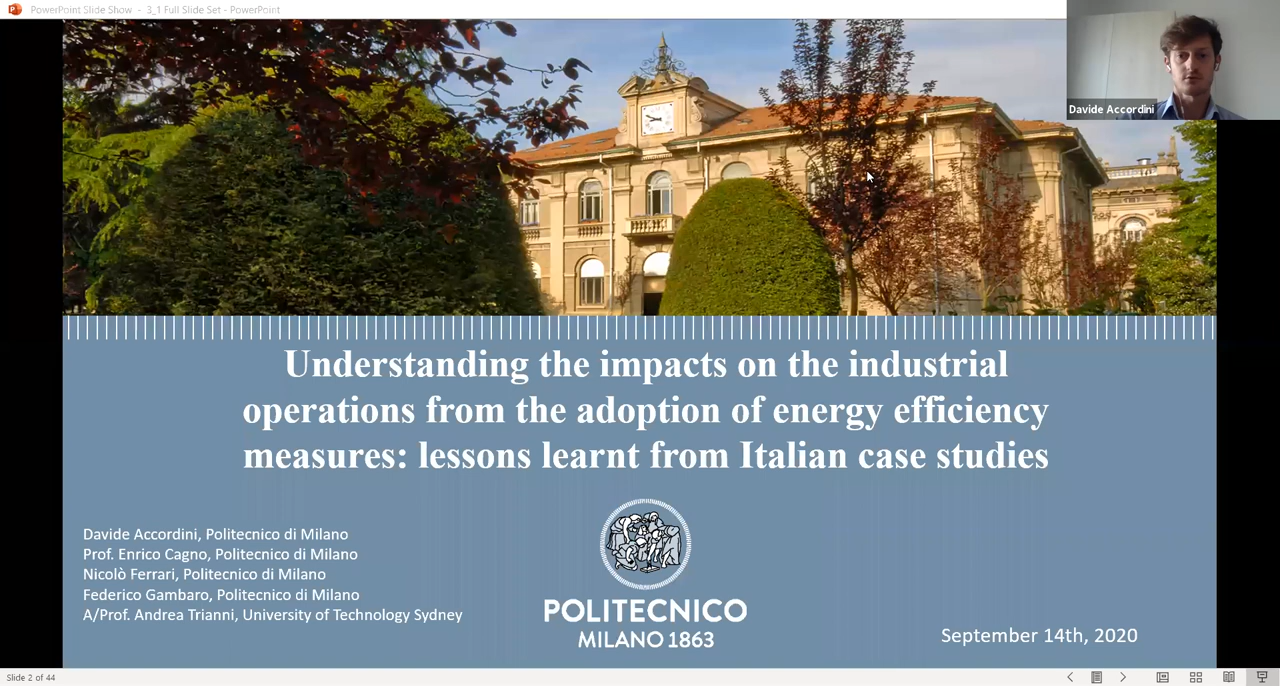 PowerPoint Slide Show - 3_1 Full Slide Set - PowerPoint
Davide Accordini
Understanding the impacts on the industrial
operations from the adoption of energy efficiency
measures: lessons learnt from Italian case studies
Davide Accordini, Politecnico di Milano
Prof. Enrico Cagno, Politecnico di Milano
Nicolò Ferrari, Politecnico di Milano
Federico Gambaro, Politecnico di Milano
A/Prof. Andrea Trianni, University of Technology Sydney
POLITECNICO
MILANO 1863
September 14th, 2020
Slide 2 of 44